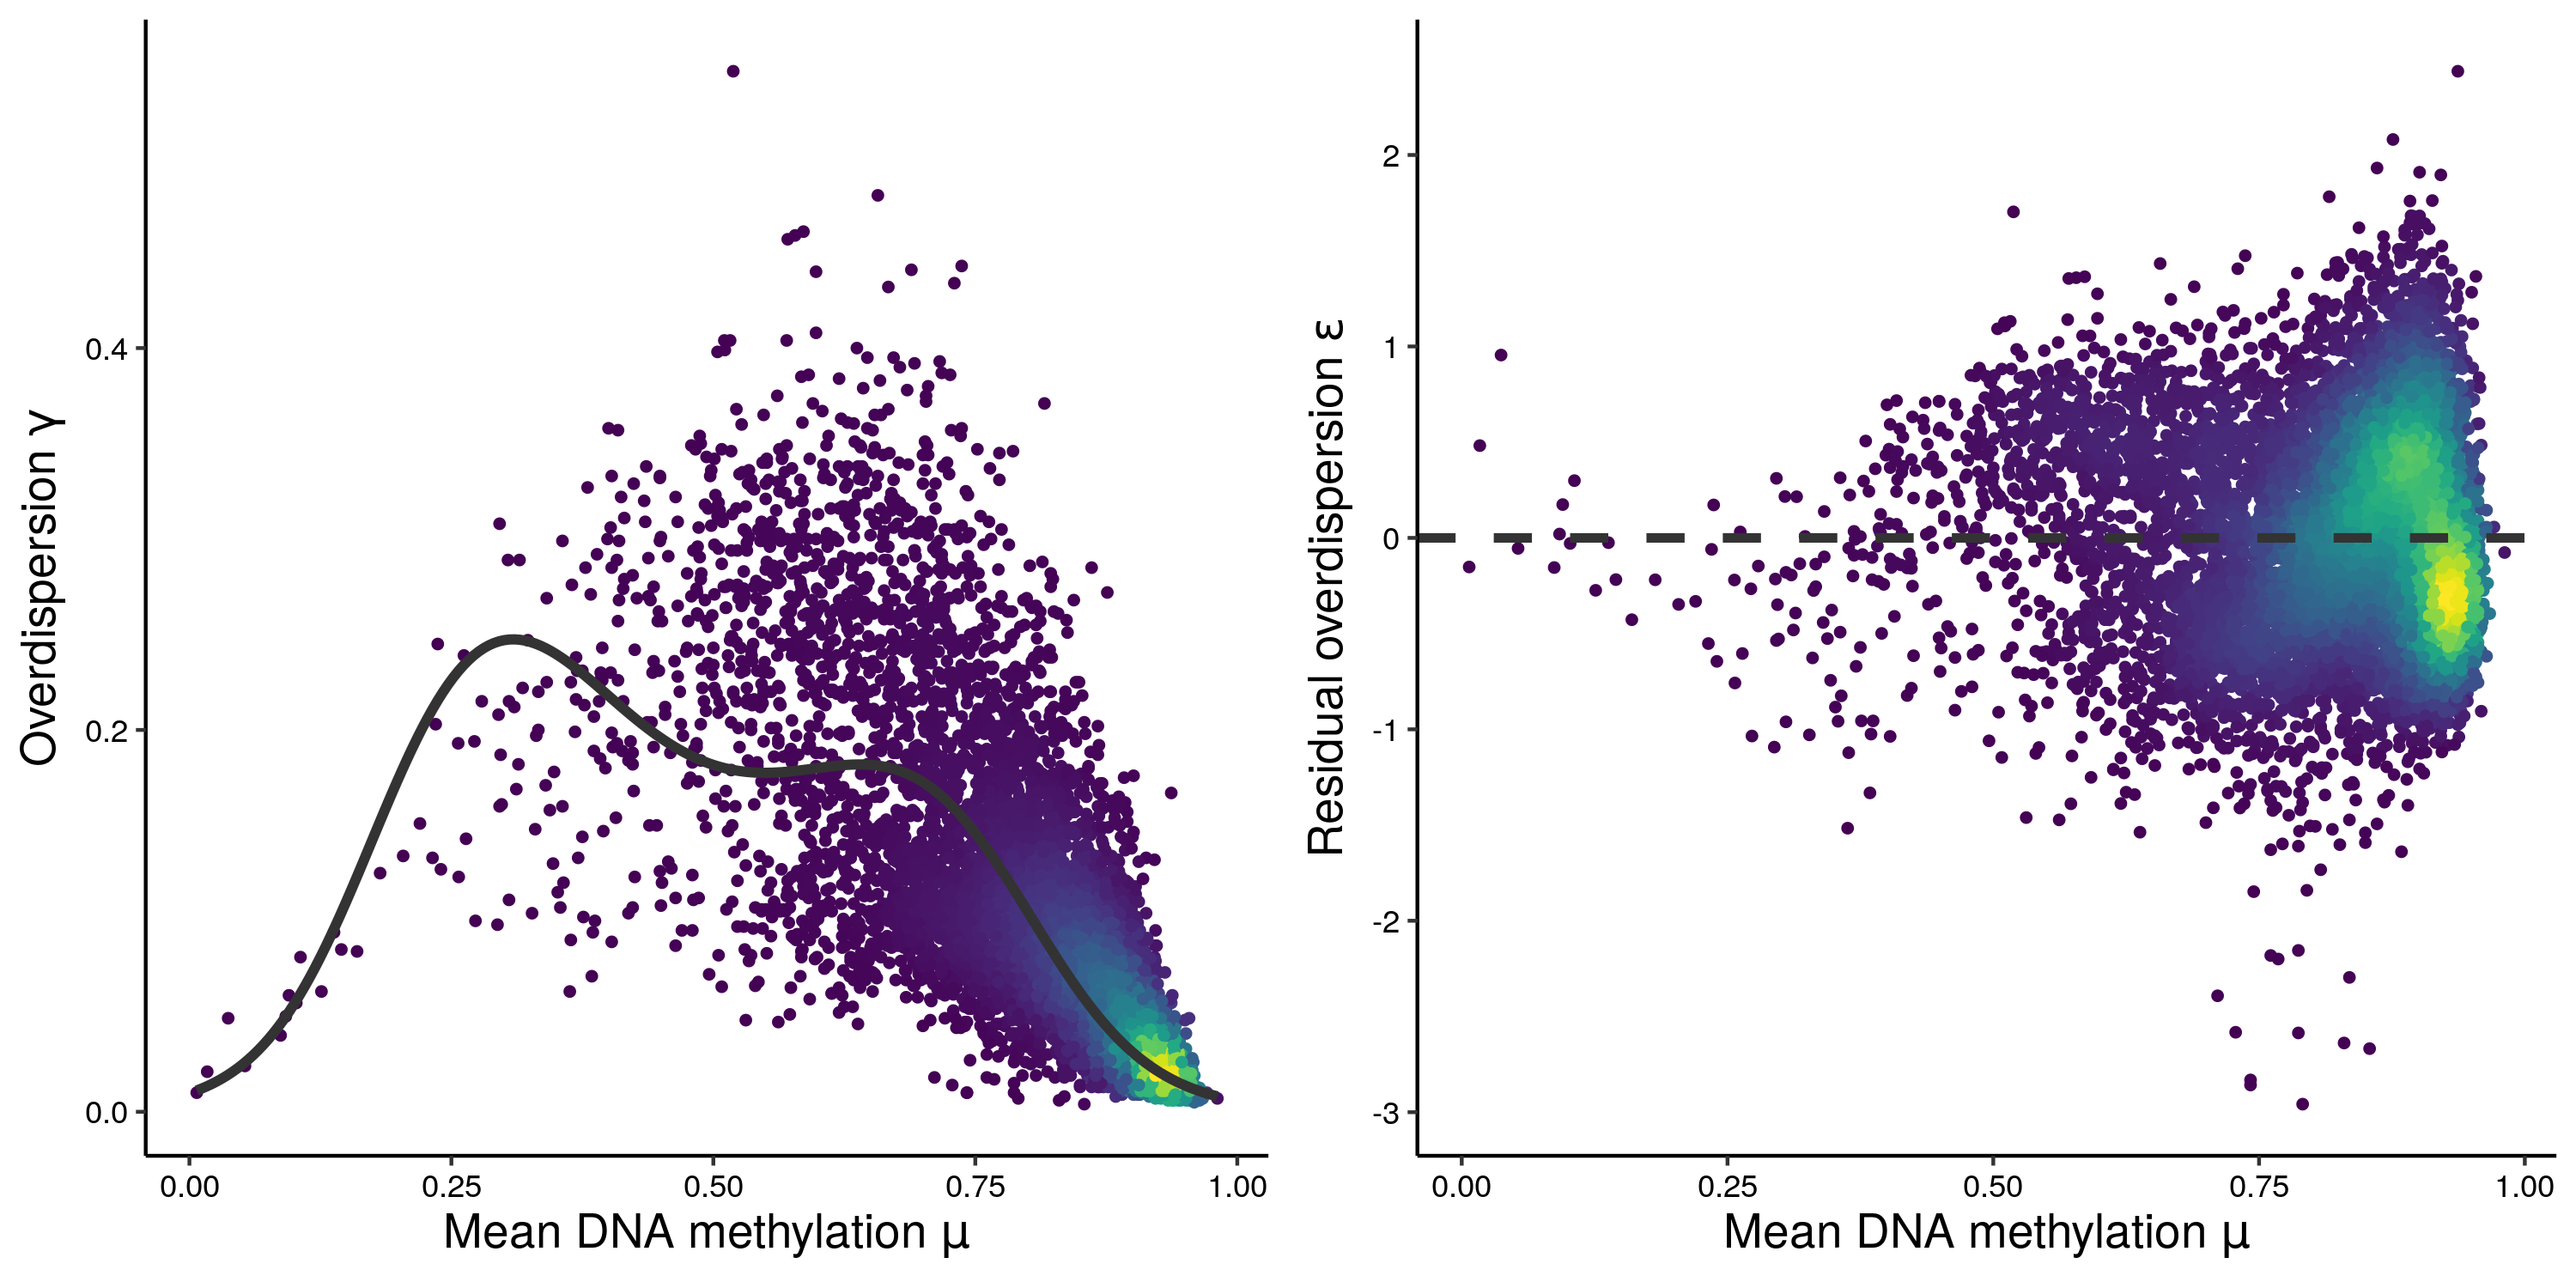 Overdispersion γ
0.4
0.2
0.0
0.00 0.25 0.50 0.75 1.00
Mean DNA methylation μ
Residual overdispersion ε
2
1
0
-1
-2
-3
0.00 0.25 0.50 0.75 1.00
Mean DNA methylation μ